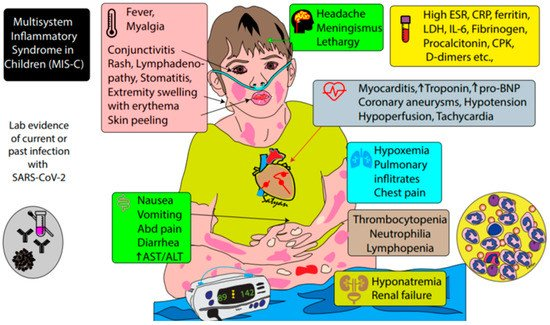 Multisystem
Inflammatory
Syndrome in
Children (MIS-C)
Lab evidence
of current or
past infection
with
SARS-CoV-2
Fever,
Myalgia
Conjunctivitis
Rash, Lymphadeno-
pathy, Stomatitis,
Extremity swelling
with erythema
Skin peeling
Headache
Meningismus
Lethargy
High ESR, CRP, ferritin,
LDH, IL-6, Fibrinogen,
Procalcitonin, CPK,
D-dimers etc.,
Myocarditis,↑Troponin,↑pro-BNP
Coronary aneurysms, Hypotension
Hypoperfusion, Tachycardia
Hypoxemia
Pulmonary
infiltrates
Chest pain
Satyan
Nausea
Vomiting
Abd pain
Diarrhea
↑AST/ALT
Thrombocytopenia
Neutrophilia
Lymphopenia
Hyponatremia
Renal failure
89 142